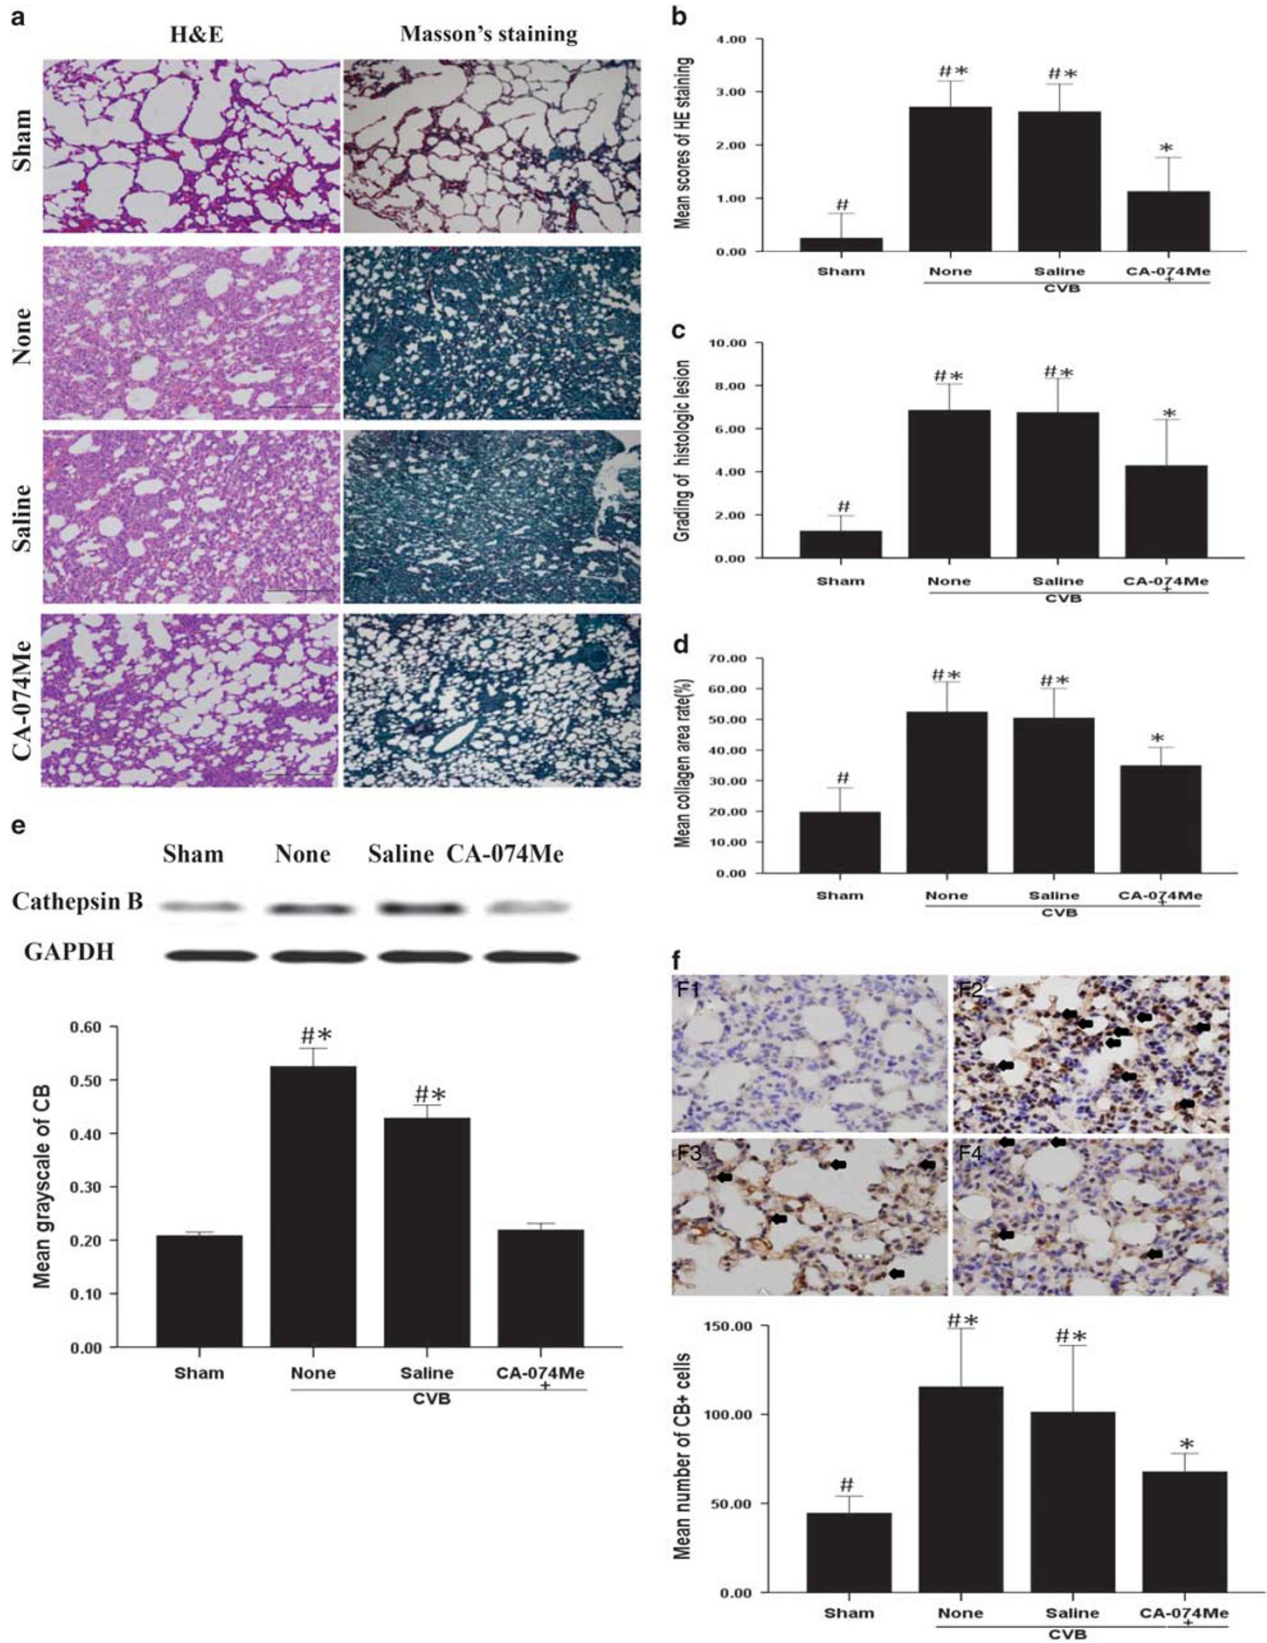 a
H&E Masson's staining
Sham
None
Saline
CA-074Me
b
Mean scores of HE staining
4.00
3.00
2.00
1.00
0.00
#
#*
#*
*
Sham None Saline CA-074Me
+
CVB
c
Grading of histologic lesion
10.00
8.00
6.00
4.00
2.00
0.00
#
#*
#*
*
Sham None Saline CA-074Me
+
CVB
d
Mean collagen area rate(%)
70.00
60.00
50.00
40.00
30.00
20.00
10.00
0.00
#
#*
#*
*
Sham None Saline CA-074Me
+
CVB
e
Sham None Saline CA-074Me
Cathepsin B
GAPDH
Mean grayscale of CB
0.60
0.50
0.40
0.30
0.20
0.10
0.00
#*
#*
Sham None Saline CA-074Me
+
CVB
f
F1 F2
F3 F4
Mean number of CB+ cells
150.00
100.00
50.00
0.00
#
#*
#*
*
Sham None Saline CA-074Me
+
CVB